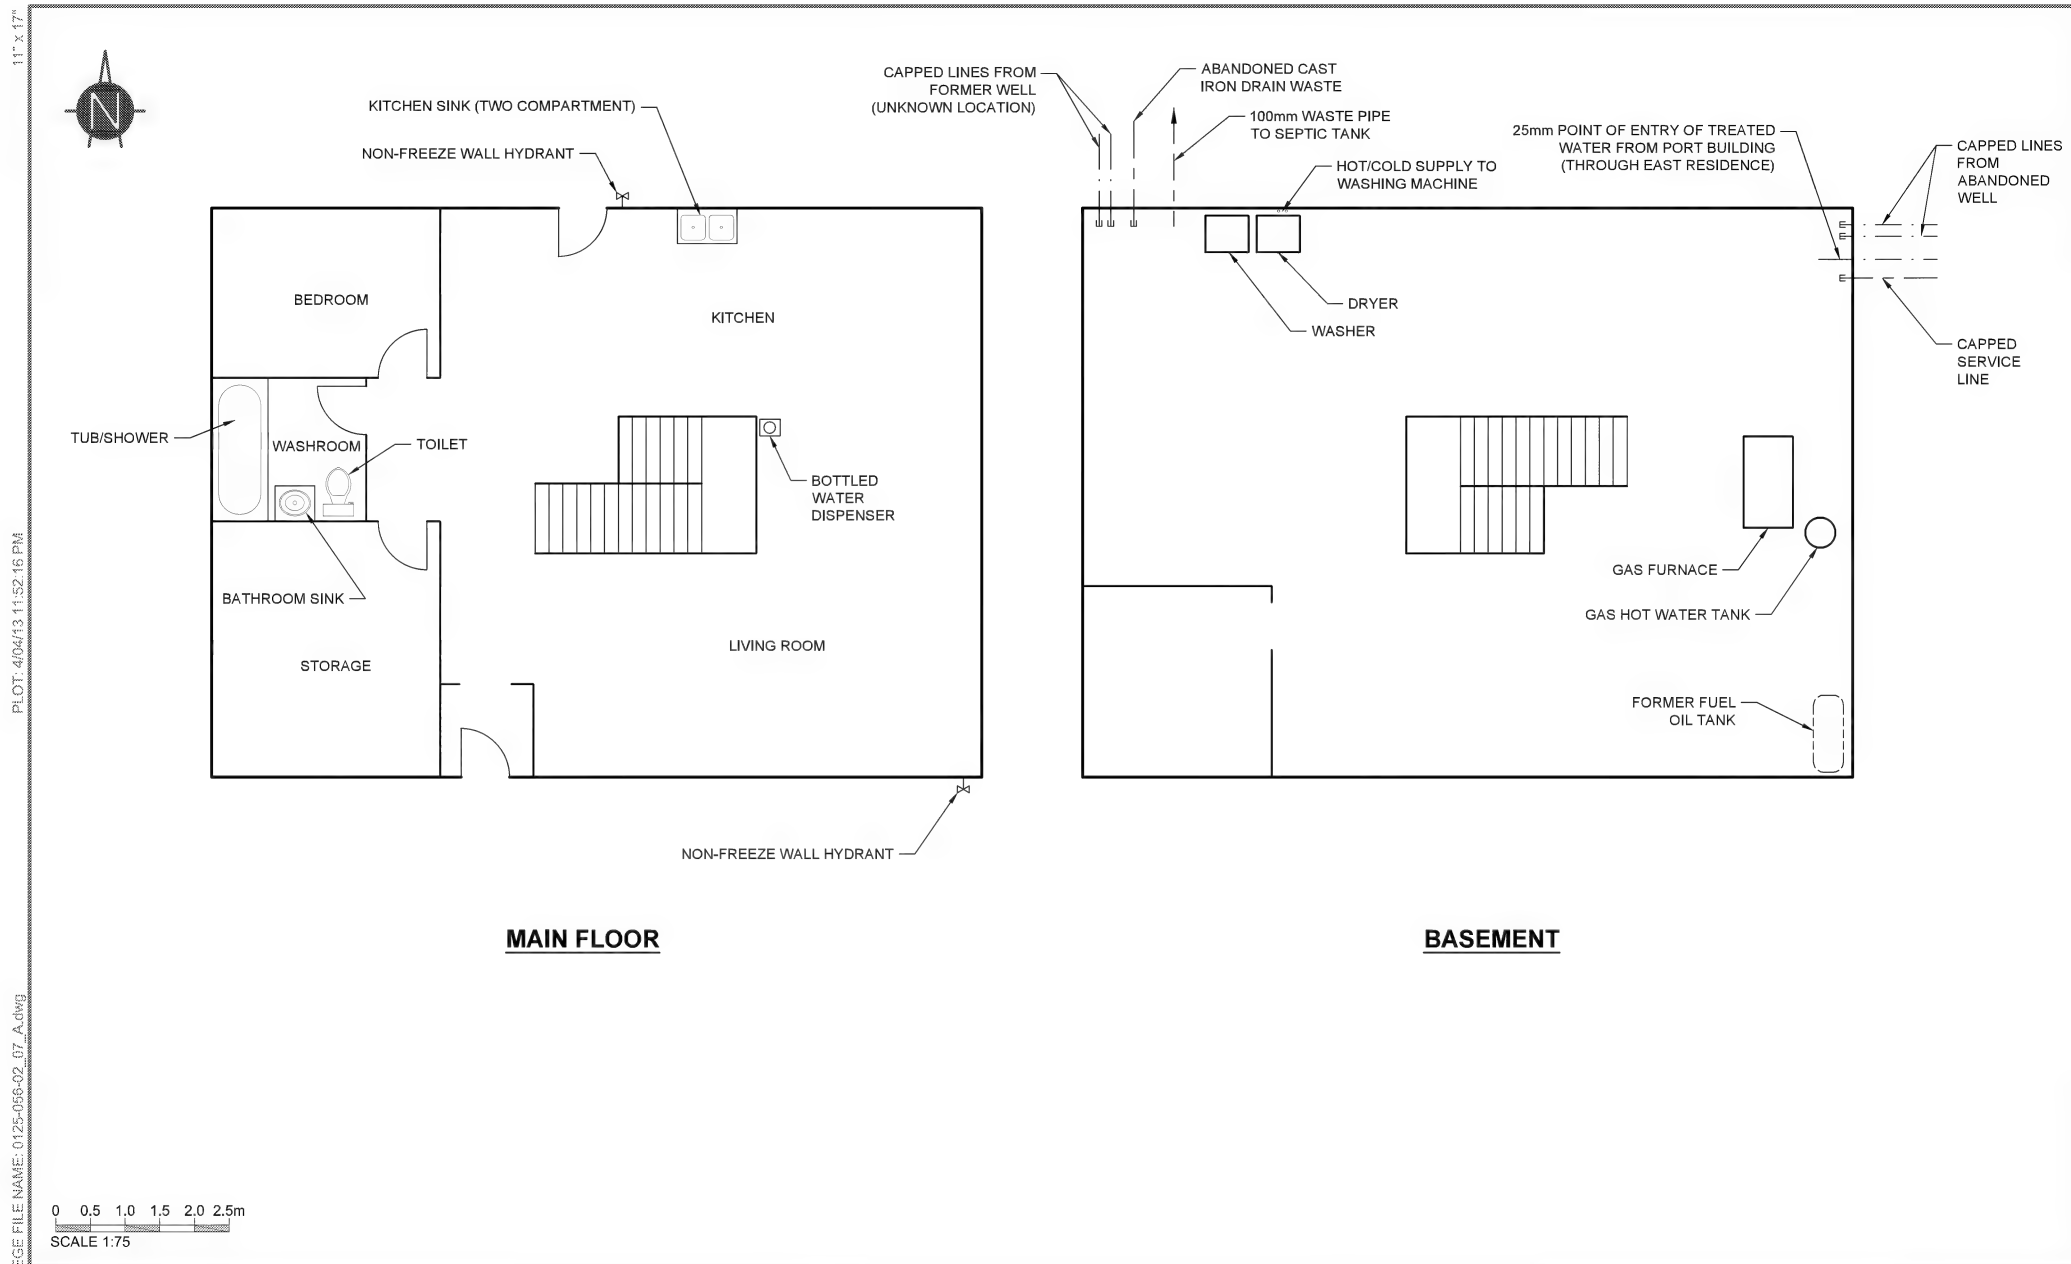 11" x 17"
N
KITCHEN SINK (TWO COMPARTMENT)
NON-FREEZE WALL HYDRANT
CAPPED LINES FROM
FORMER WELL
(UNKNOWN LOCATION)
ABANDONED CAST
IRON DRAIN WASTE
100mm WASTE PIPE
TO SEPTIC TANK
HOT/COLD SUPPLY TO
WASHING MACHINE
25mm POINT OF ENTRY OF TREATED
WATER FROM PORT BUILDING
(THROUGH EAST RESIDENCE)
CAPPED LINES
FROM
ABANDONED
WELL
BEDROOM
KITCHEN
DRYER
WASHER
CAPPED
SERVICE
LINE
TUB/SHOWER
WASHROOM
TOILET
BOTTLED
WATER
DISPENSER
GAS FURNACE
BATHROOM SINK
GAS HOT WATER TANK
LIVING ROOM
STORAGE
FORMER FUEL
OIL TANK
NON-FREEZE WALL HYDRANT
MAIN FLOOR
BASEMENT
PLOT: 4/04/13 11:52:16 PM
FILE NAME: 0125-056-02_07_A.dwg
0 0.5 1.0 1.5 2.0 2.5m
SCALE 1:75